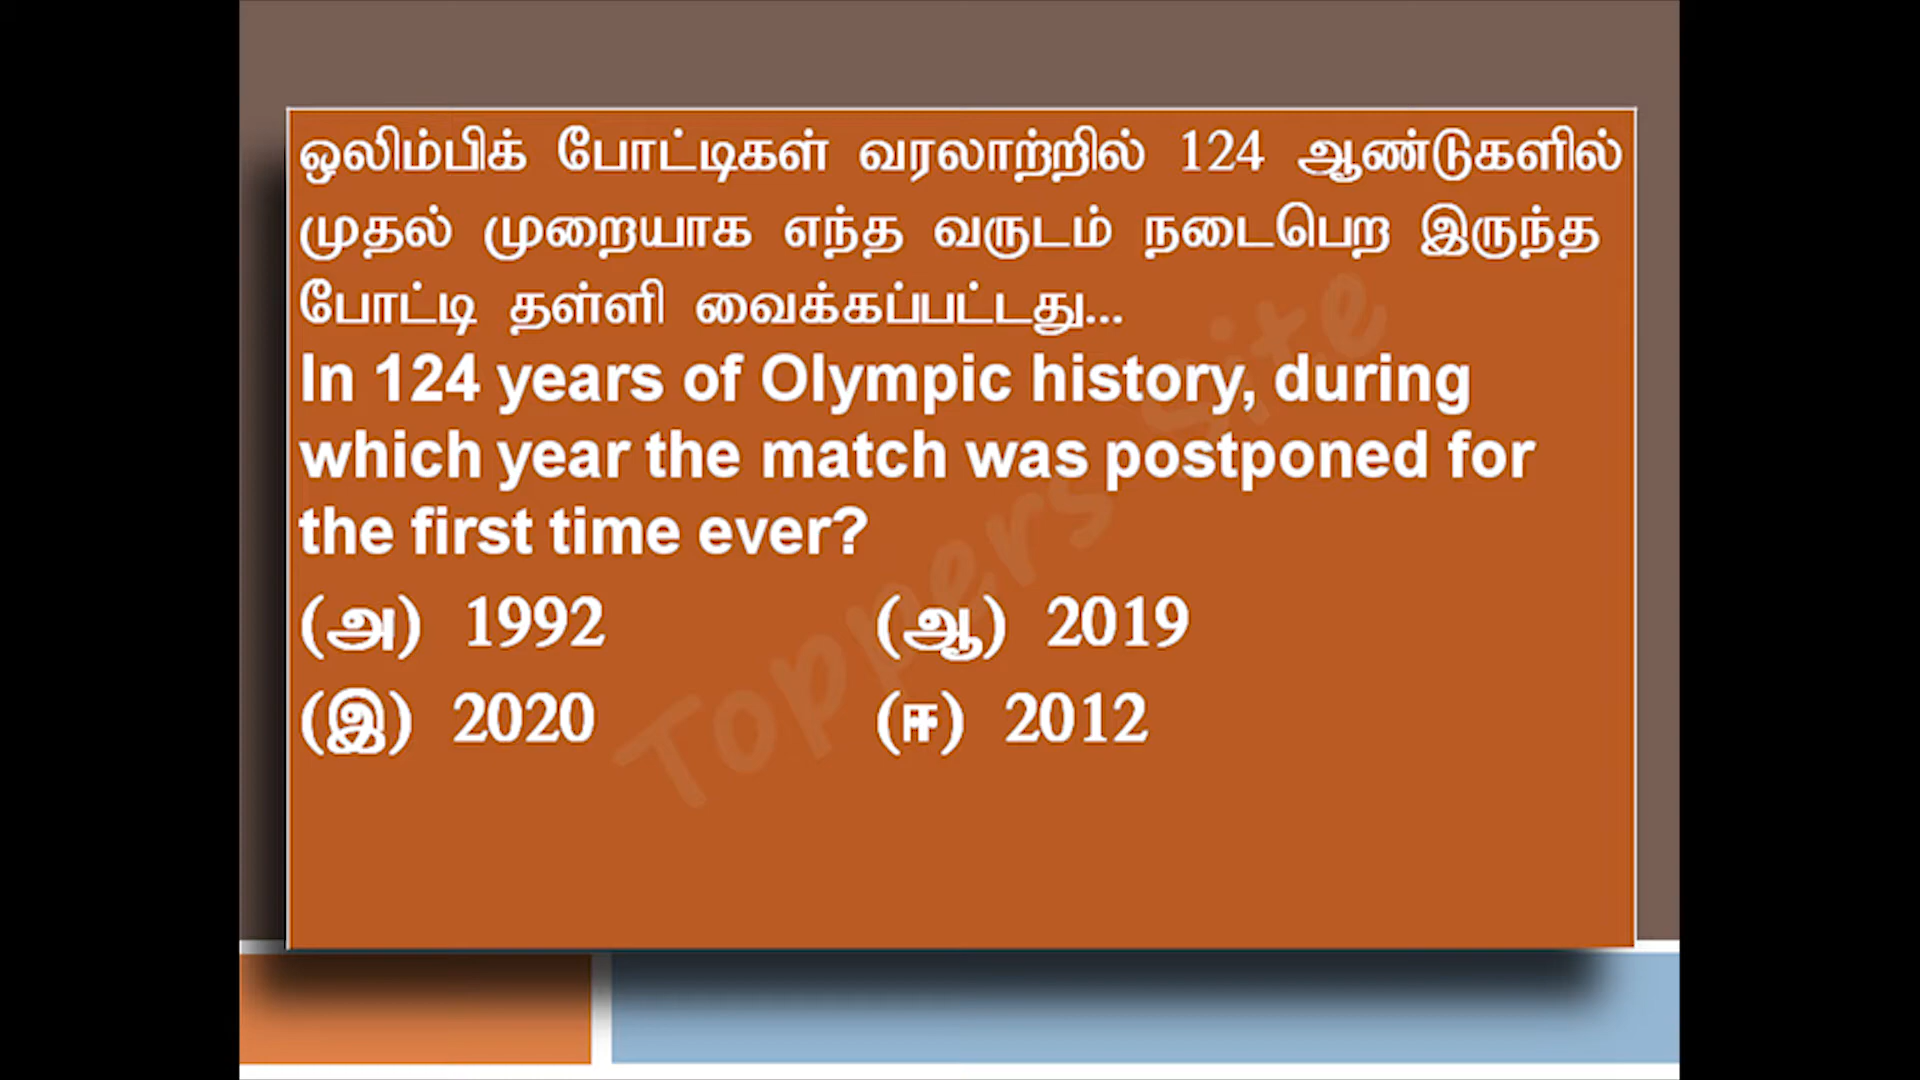 ஒலிம்பிக் போட்டிகள் வரலாற்றில் 124 ஆண்டுகளில்
முதல் முறையாக எந்த வருடம் நடைபெற இருந்த
போட்டி தள்ளி வைக்கப்பட்டது...
In 124 years of Olympic history, during
which year the match was postponed for
the first time ever?
(அ) 1992 (ஆ) 2019
(இ) 2020 (ஈ) 2012
Toppers Site